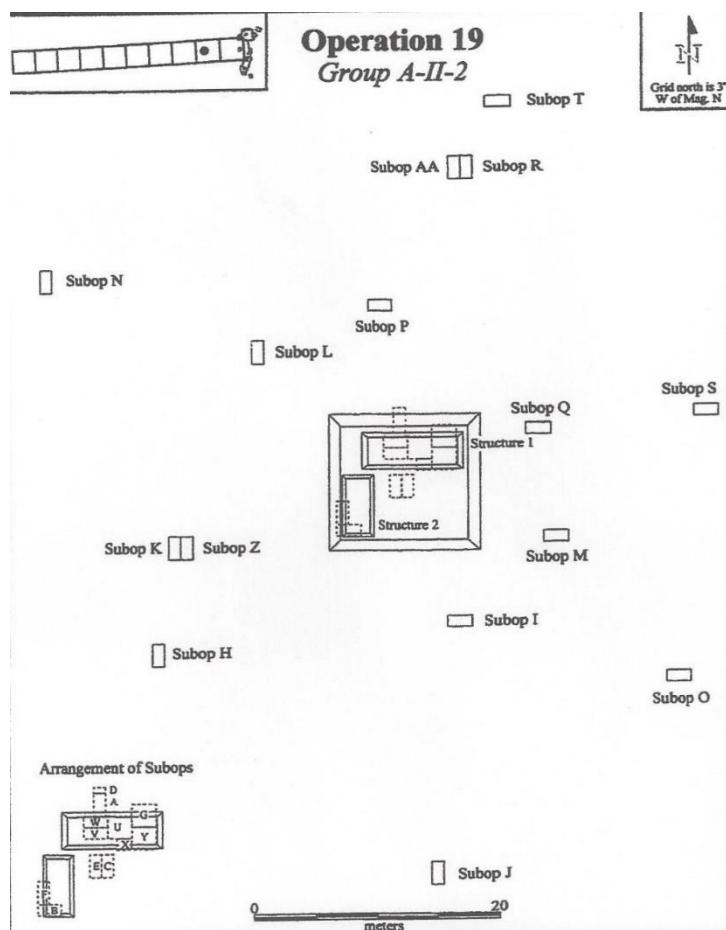 Operation 19
Group A-II-2
N
Grid north is 3°
W of Mag. N
Subop T
Subop AA
Subop R
Subop N
Subop P
Subop L
Subop S
Subop Q
Structure 1
Structure 2
Subop K
Subop Z
Subop M
Subop I
Subop H
Subop O
Arrangement of Subops
D
A
G
W
U
V
Y
X
E C
F
B
Subop J
0
20
meters